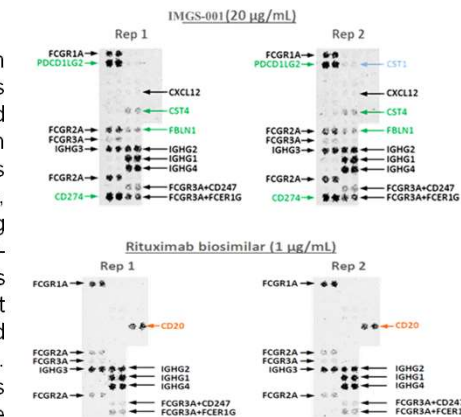 IMGS-001(20 µg/mL)
Rep 1
Rep 2
FCGR1A
PDCD1LG2
CXCL12
CST4
FCGR2A
FBLN1
FCGR3A
IGHG3
IGHG2
IGHG1
IGHG4
FCGR2A
FCGR3A+CD247
CD274
FCGR3A+FCER1G
FCGR1A
PDCD1LG2
CST1
CXCL12
CST4
FCGR2A
FBLN1
FCGR3A
IGHG3
IGHG2
IGHG1
IGHG4
FCGR2A
FCGR3A+CD247
CD274
FCGR3A+FCER1G
Rituximab biosimilar (1 µg/mL)
Rep 1
Rep 2
FCGR1A
CD20
FCGR2A
FCGR3A
IGHG3
IGHG2
IGHG1
IGHG4
FCGR2A
FCGR3A+CD247
FCGR3A+FCER1G
FCGR1A
CD20
FCGR2A
FCGR3A
IGHG3
IGHG2
IGHG1
IGHG4
FCGR2A
FCGR3A+CD247
FCGR3A+FCER1G